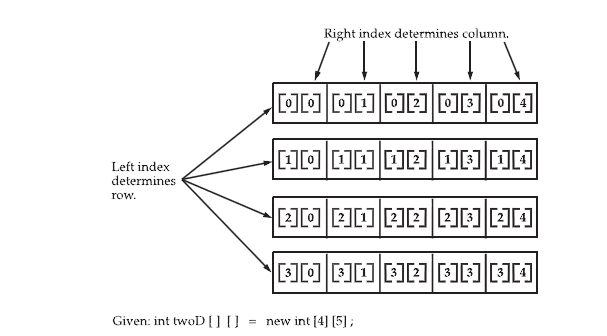 Right index determines column.
[0][0] [0][1] [0][2] [0][3] [0][4]
[1][0] [1][1] [1][2] [1][3] [1][4]
Left index
determines
row.
[2][0] [2][1] [2][2] [2][3] [2][4]
[3][0] [3][1] [3][2] [3][3] [3][4]
Given: int twoD [ ] [ ] = new int [4] [5] ;